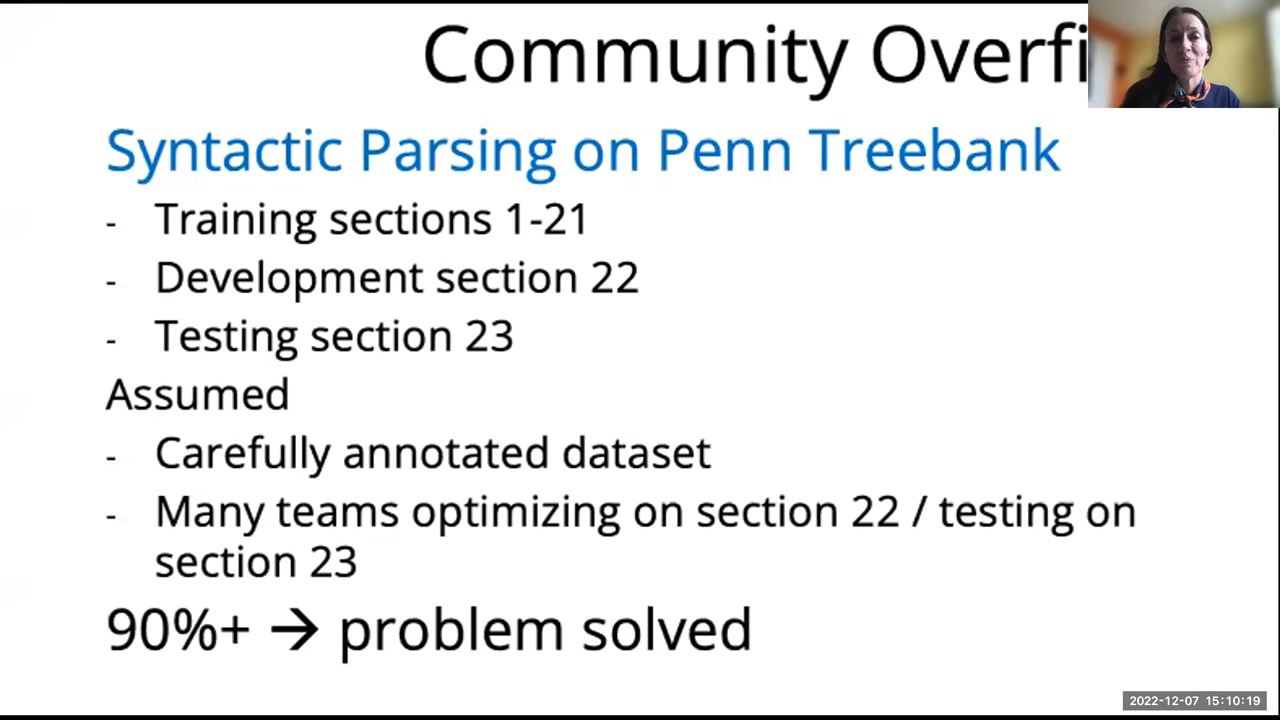 Community Overfi
Syntactic Parsing on Penn Treebank
- Training sections 1-21
- Development section 22
- Testing section 23
Assumed
- Carefully annotated dataset
- Many teams optimizing on section 22 / testing on
section 23
90%+ → problem solved
2022-12-07 15:10:19